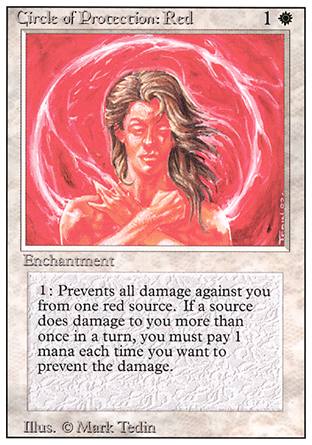 Circle of Protection: Red 1
Enchantment
1: Prevents all damage against you
from one red source. If a source
does damage to you more than
once in a turn, you must pay 1
mana each time you want to
prevent the damage.
Illus. © Mark Tedin